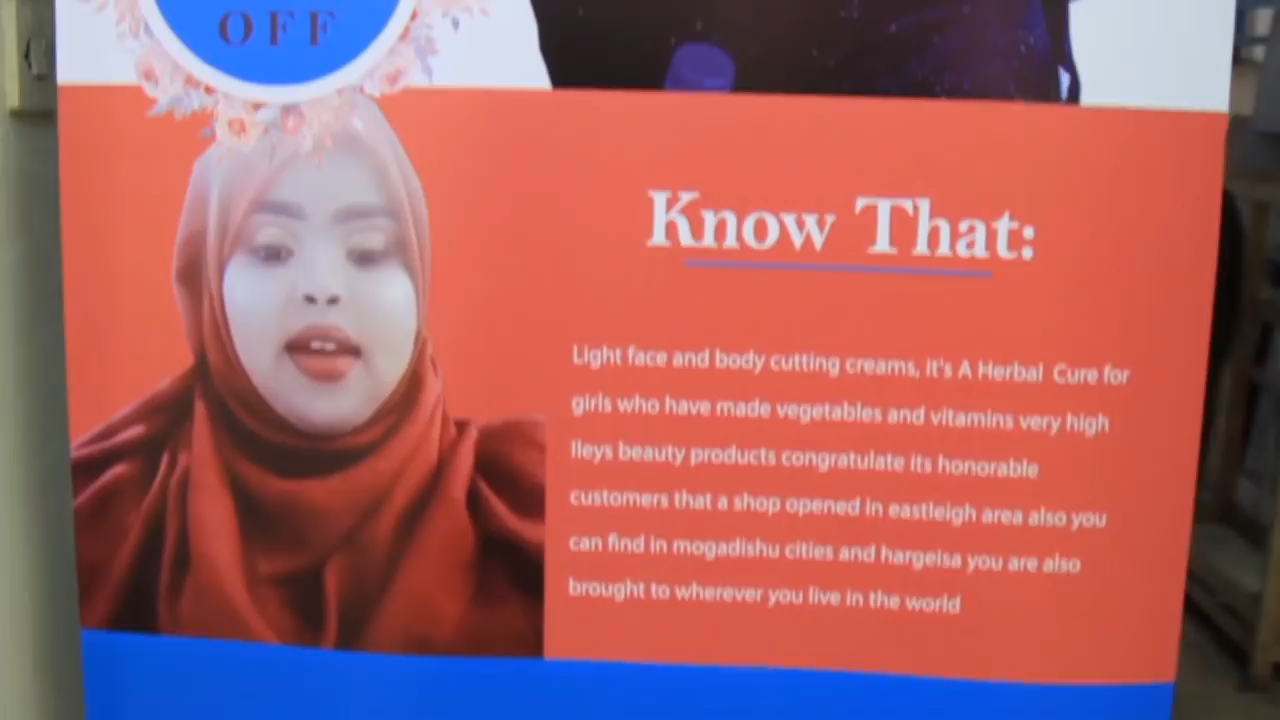 OFF
Know That:
Light face and body cutting creams, it's A Herbal Cure for
girls who have made vegetables and vitamins very high
Ileys beauty products congratulate its honorable
customers that a shop opened in eastleigh area also you
can find in mogadishu cities and hargeisa you are also
brought to wherever you live in the world